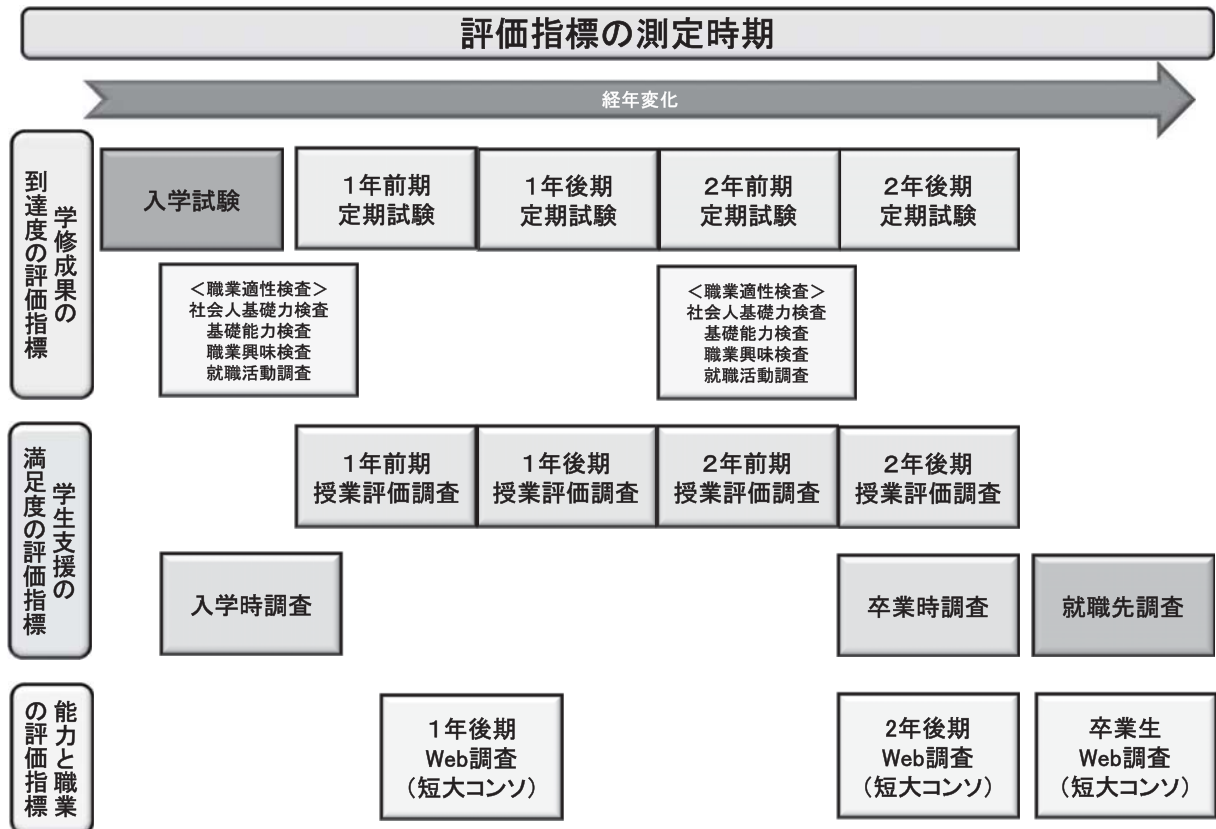 評価指標の測定時期
経年変化
学修成果の
到達度の評価指標
入学試験
1年前期
定期試験
1年後期
定期試験
2年前期
定期試験
2年後期
定期試験
＜職業適性検査＞
社会人基礎力検査
基礎能力検査
職業興味検査
就職活動調査
＜職業適性検査＞
社会人基礎力検査
基礎能力検査
職業興味検査
就職活動調査
学生支援の
満足度の評価指標
1年前期
授業評価調査
1年後期
授業評価調査
2年前期
授業評価調査
2年後期
授業評価調査
入学時調査
卒業時調査
就職先調査
能力と職業
の評価指標
1年後期
Web調査
（短大コンソ）
2年後期
Web調査
（短大コンソ）
卒業生
Web調査
（短大コンソ）